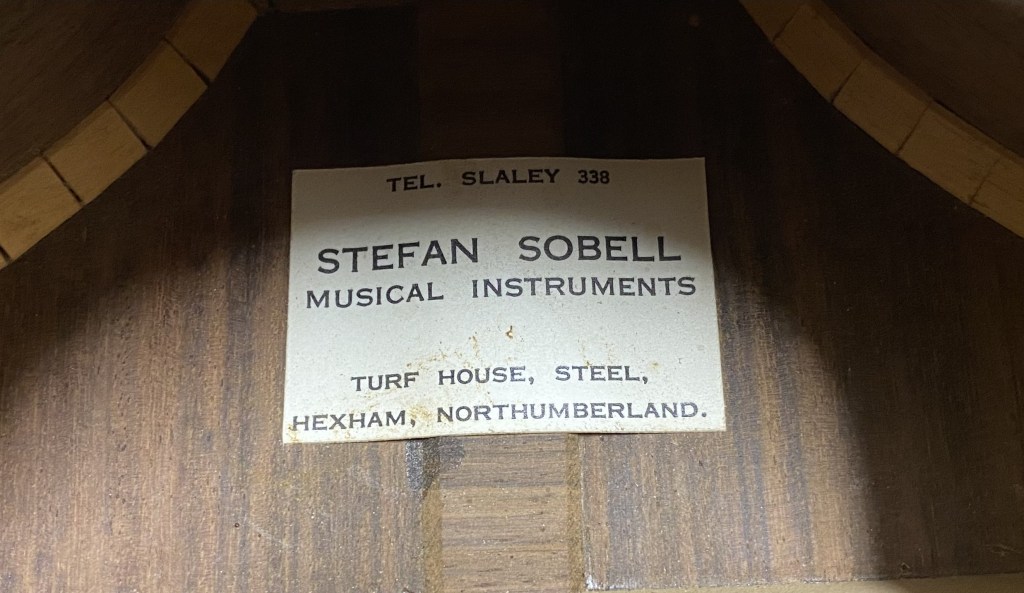 TEL. SLALEY 338
STEFAN SOBELL
MUSICAL INSTRUMENTS
TURF HOUSE, STEEL,
HEXHAM, NORTHUMBERLAND.